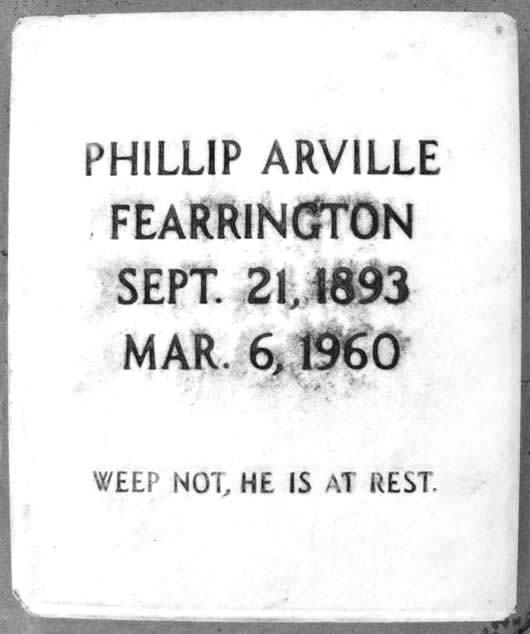 PHILLIP ARVILLE
FEARRINGTON
SEPT. 21, 1893
MAR. 6, 1960
WEEP NOT, HE IS AT REST.